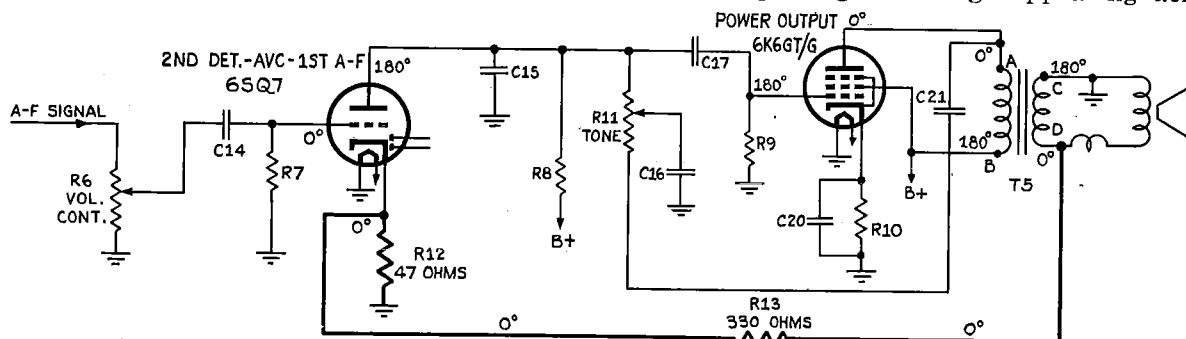 POWER OUTPUT
6K6GT/G
0°
2ND DET.-AVC-1ST A-F
6SQ7
180°
A-F SIGNAL
C14
0°
R7
R6
VOL.
CONT.
0°
R12
47 OHMS
C15
R8
B+
R11
TONE
C16
C17
180°
R9
C20
R10
B+
C21
0°
A
180°
B
T5
180°
C
D
0°
0°
R13
330 OHMS
0°